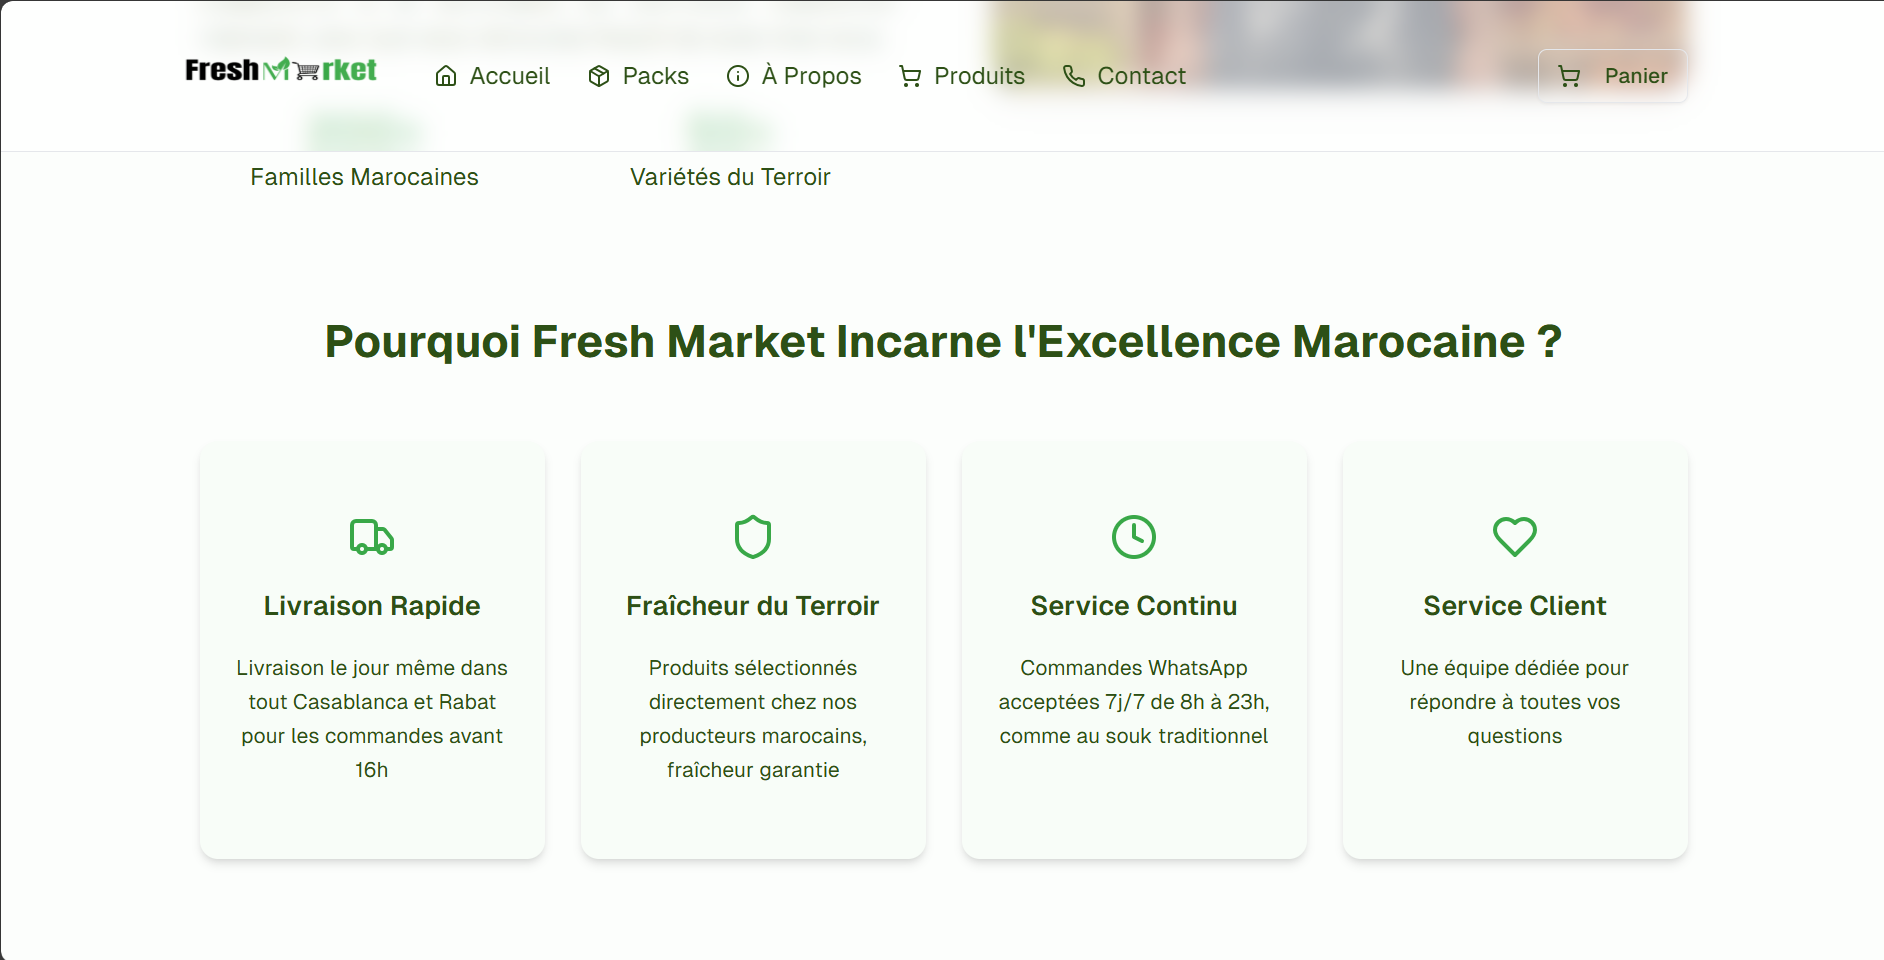 Fresh Market
Accueil
Packs
À Propos
Produits
Contact
Panier
Familles Marocaines
Variétés du Terroir
Pourquoi Fresh Market Incarne l'Excellence Marocaine ?
Livraison Rapide
Livraison le jour même dans
tout Casablanca et Rabat
pour les commandes avant
16h
Fraîcheur du Terroir
Produits sélectionnés
directement chez nos
producteurs marocains,
fraîcheur garantie
Service Continu
Commandes WhatsApp
acceptées 7j/7 de 8h à 23h,
comme au souk traditionnel
Service Client
Une équipe dédiée pour
répondre à toutes vos
questions